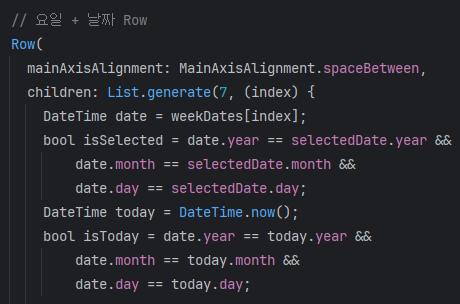 // 요일 + 날짜 Row
Row(
  mainAxisAlignment: MainAxisAlignment.spaceBetween,
  children: List.generate(7, (index) {
    DateTime date = weekDates[index];
    bool isSelected = date.year == selectedDate.year &&
        date.month == selectedDate.month &&
        date.day == selectedDate.day;
    DateTime today = DateTime.now();
    bool isToday = date.year == today.year &&
        date.month == today.month &&
        date.day == today.day;